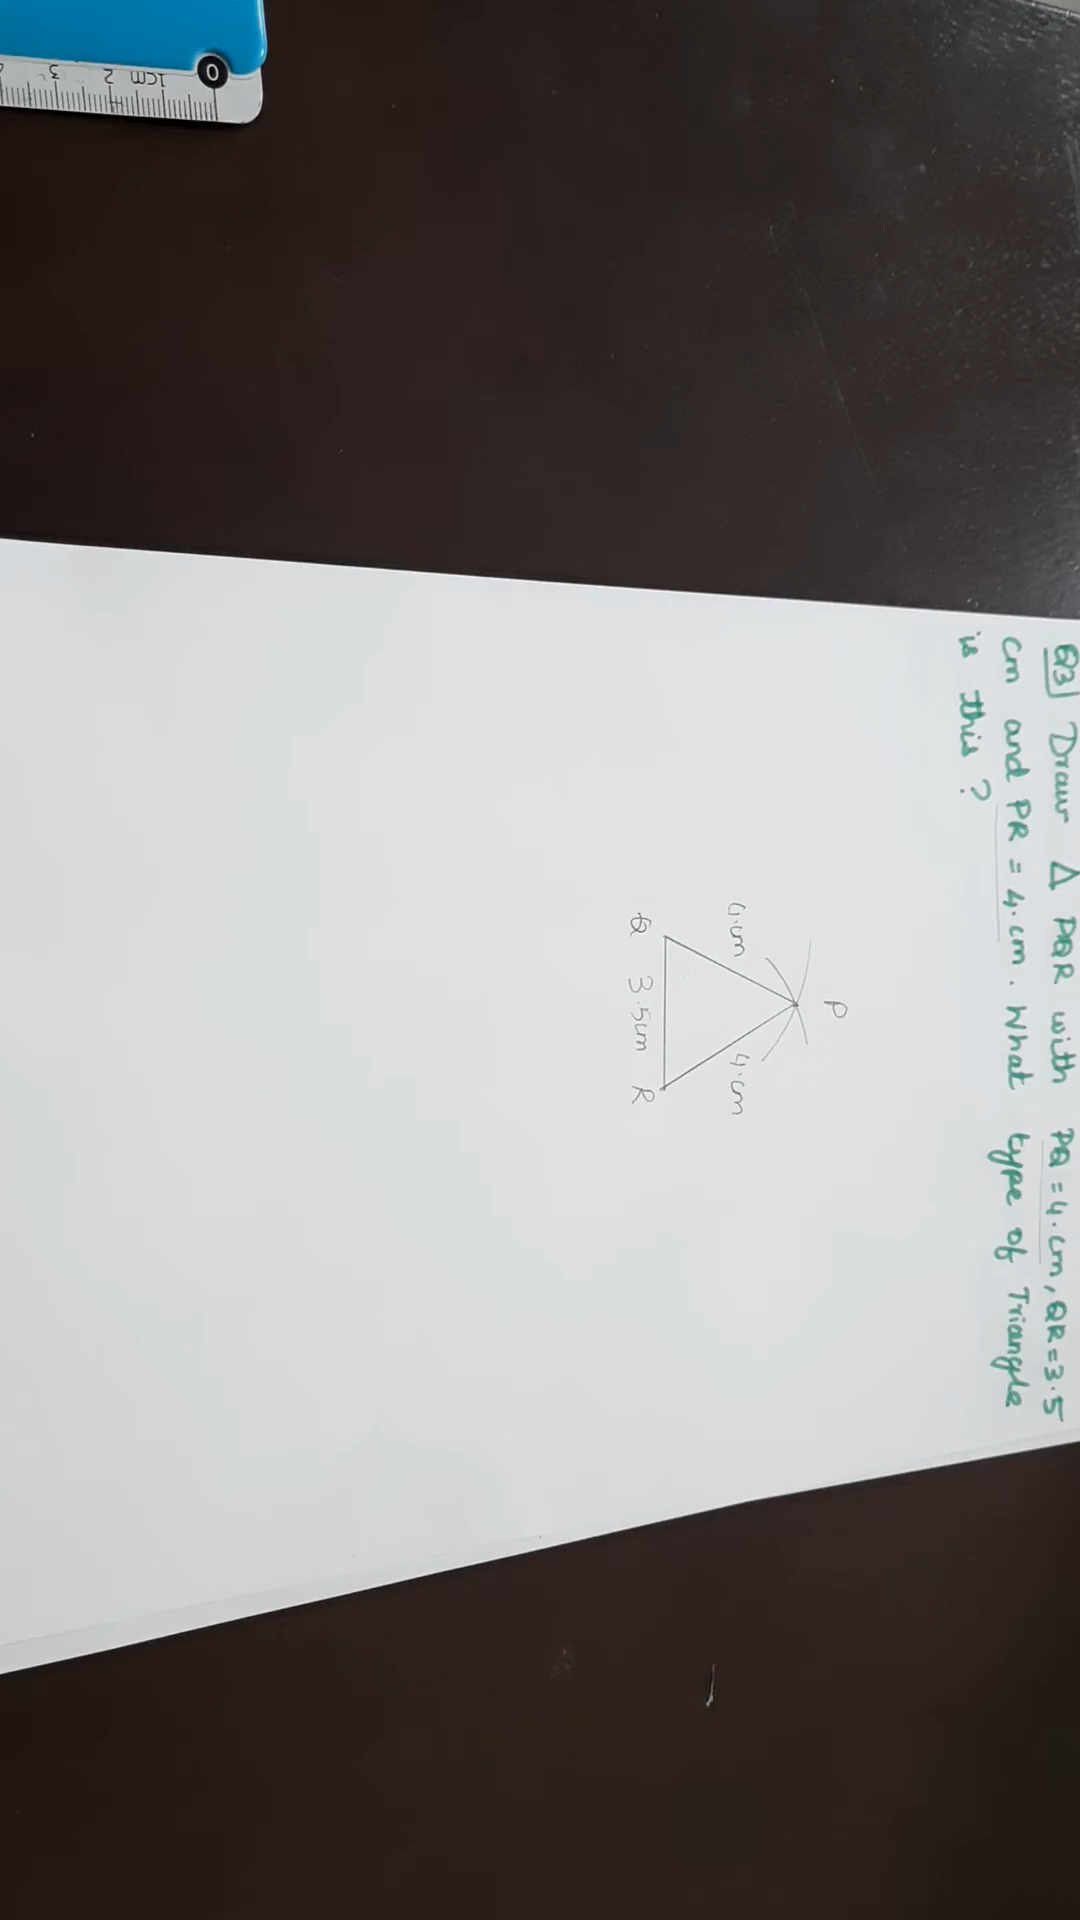 Q3] Draw Δ PQR with PQ = 4.cm, QR = 3.5
cm and PR = 4.cm. What type of Triangle
is this?
P
4.cm
4.cm
Q 3.5cm R
0 1cm 2 3 4